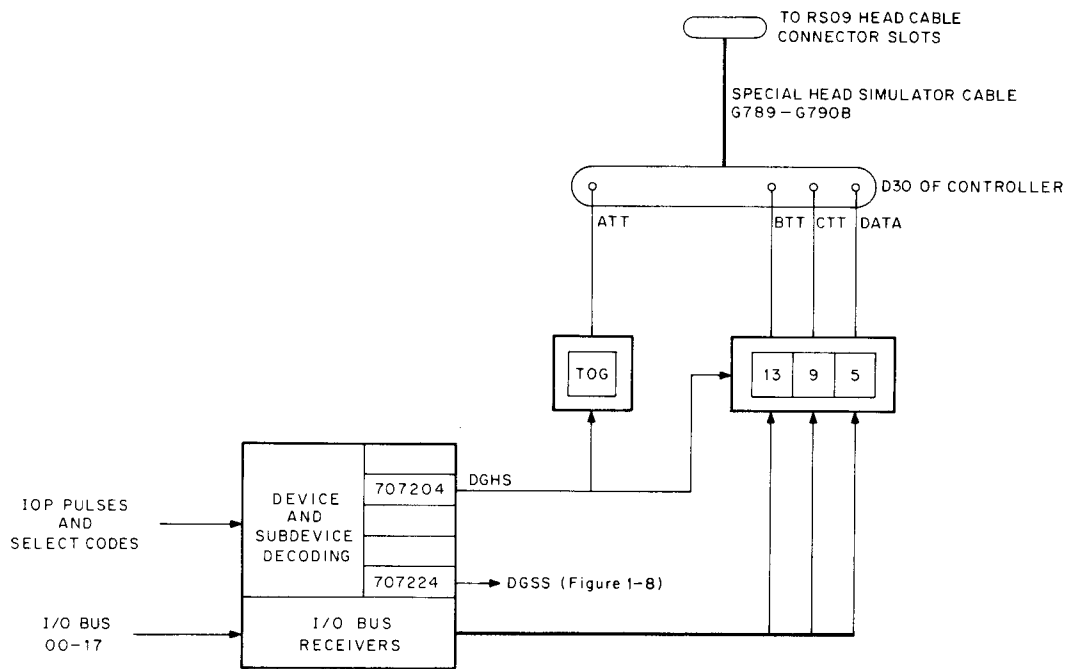 TO RS09 HEAD CABLE
CONNECTOR SLOTS
SPECIAL HEAD SIMULATOR CABLE
G789-G790B
D30 OF CONTROLLER
ATT
BTT
CTT
DATA
TOG
13
9
5
DGHS
707204
DEVICE
AND
SUBDEVICE
DECODING
IOP PULSES
AND
SELECT CODES
707224
DGSS (Figure 1-8)
I/O BUS
00-17
I/O BUS
RECEIVERS